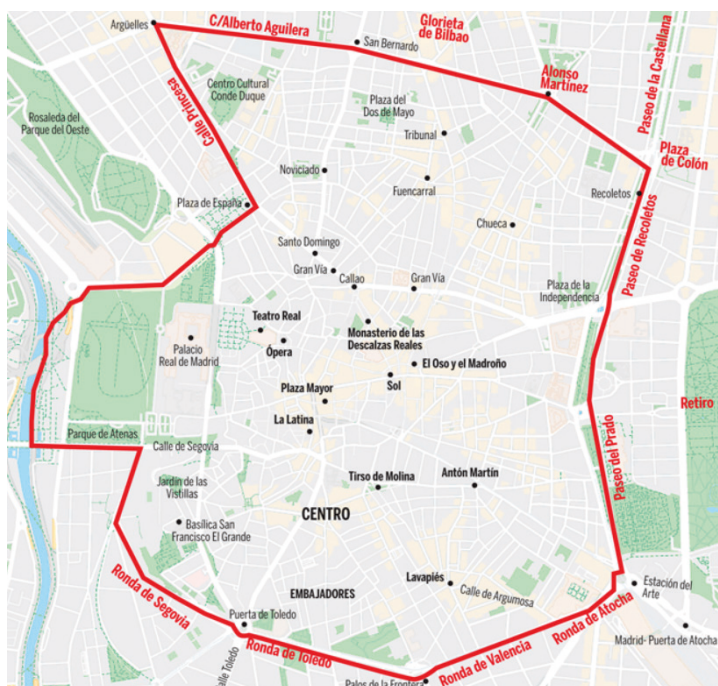 Argüelles
C/Alberto Aguilera
Glorieta
de Bilbao
San Bernardo
Paseo de la Castellana
Alonso
Martínez
Centro Cultural
Conde Duque
Calle Princesa
Plaza del
Dos de Mayo
Rosaleda del
Parque del Oeste
Tribunal
Plaza
de Colón
Noviciado
Fuencarral
Recoletos
Plaza de España
Chueca
Paseo de Recoletos
Santo Domingo
Gran Vía
Callao
Gran Vía
Plaza de la
Independencia
Teatro Real
Ópera
Monasterio de las
Descalzas Reales
Palacio
Real de Madrid
El Oso y el Madroño
Sol
Plaza Mayor
Retiro
La Latina
Parque de Atenas
Calle de Segovia
Paseo del Prado
Jardín de las
Vistillas
Tirso de Molina
Antón Martín
CENTRO
Basílica San
Francisco El Grande
Lavapiés
Calle de Argumosa
EMBAJADORES
Estación del
Arte
Ronda de Segovia
Puerta de Toledo
Ronda de Atocha
Madrid- Puerta de Atocha
Calle Toledo
Ronda de Toledo
Ronda de Valencia
Palos de la Frontera